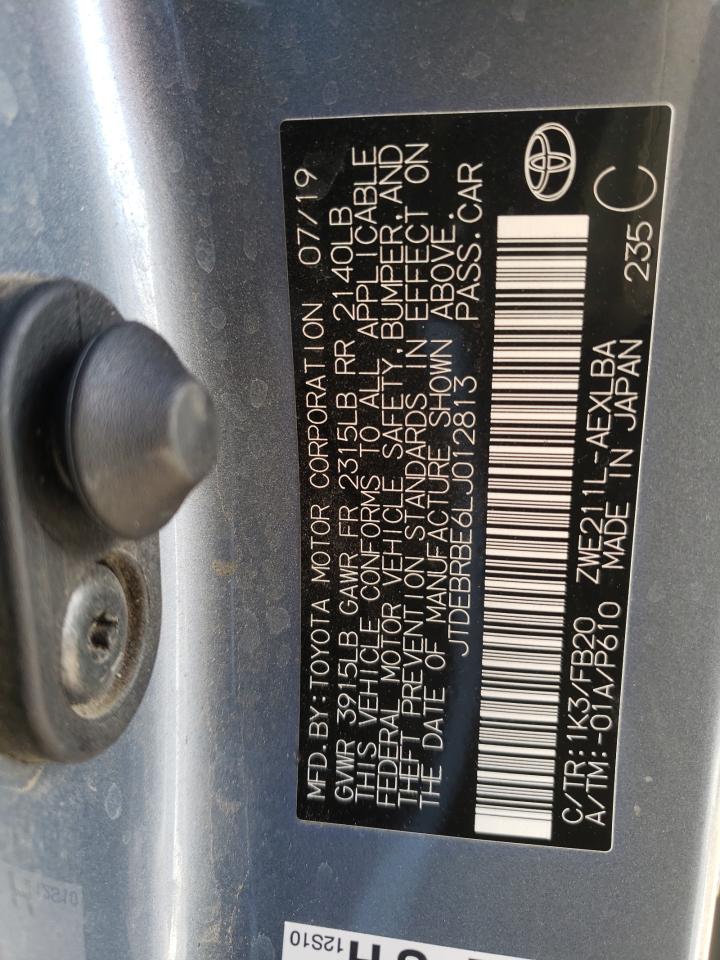 MFD.BY:TOYOTA MOTOR CORPORATION 07/19
GVWR 3915LB GAWR FR 2315LB RR 2140LB
THIS VEHICLE CONFORMS TO ALL APPLICABLE
FEDERAL MOTOR VEHICLE SAFETY,BUMPER,AND
THEFT PREVENTION STANDARDS IN EFFECT ON
THE DATE OF MANUFACTURE SHOWN ABOVE.
JTDEBRBE6LJ012813 PASS.CAR
C/TR:1K3/FB20 ZWE211L-AEXLBA 235 C
A/TM:-01A/P610 MADE IN JAPAN
12S10